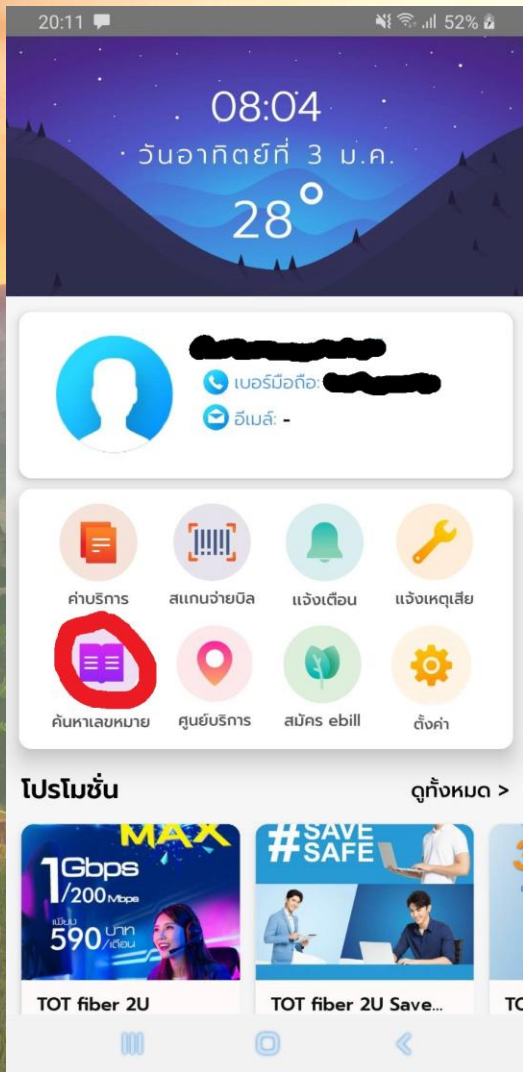 20:11 52%
08:04
วันอาทิตย์ที่ 3 ม.ค.
28°
เบอร์มือถือ:
อีเมล์: -
ค่าบริการ สแกนจ่ายบิล แจ้งเตือน แจ้งเหตุเสีย
ค้นหาเลขหมาย ศูนย์บริการ สมัคร ebill ตั้งค่า
โปรโมชั่น ดูทั้งหมด >
MAX
1Gbps
/200 Mbps
เพียง
590 บาท/เดือน
#SAVE
SAFE
3
TOT fiber 2U TOT fiber 2U Save... TO